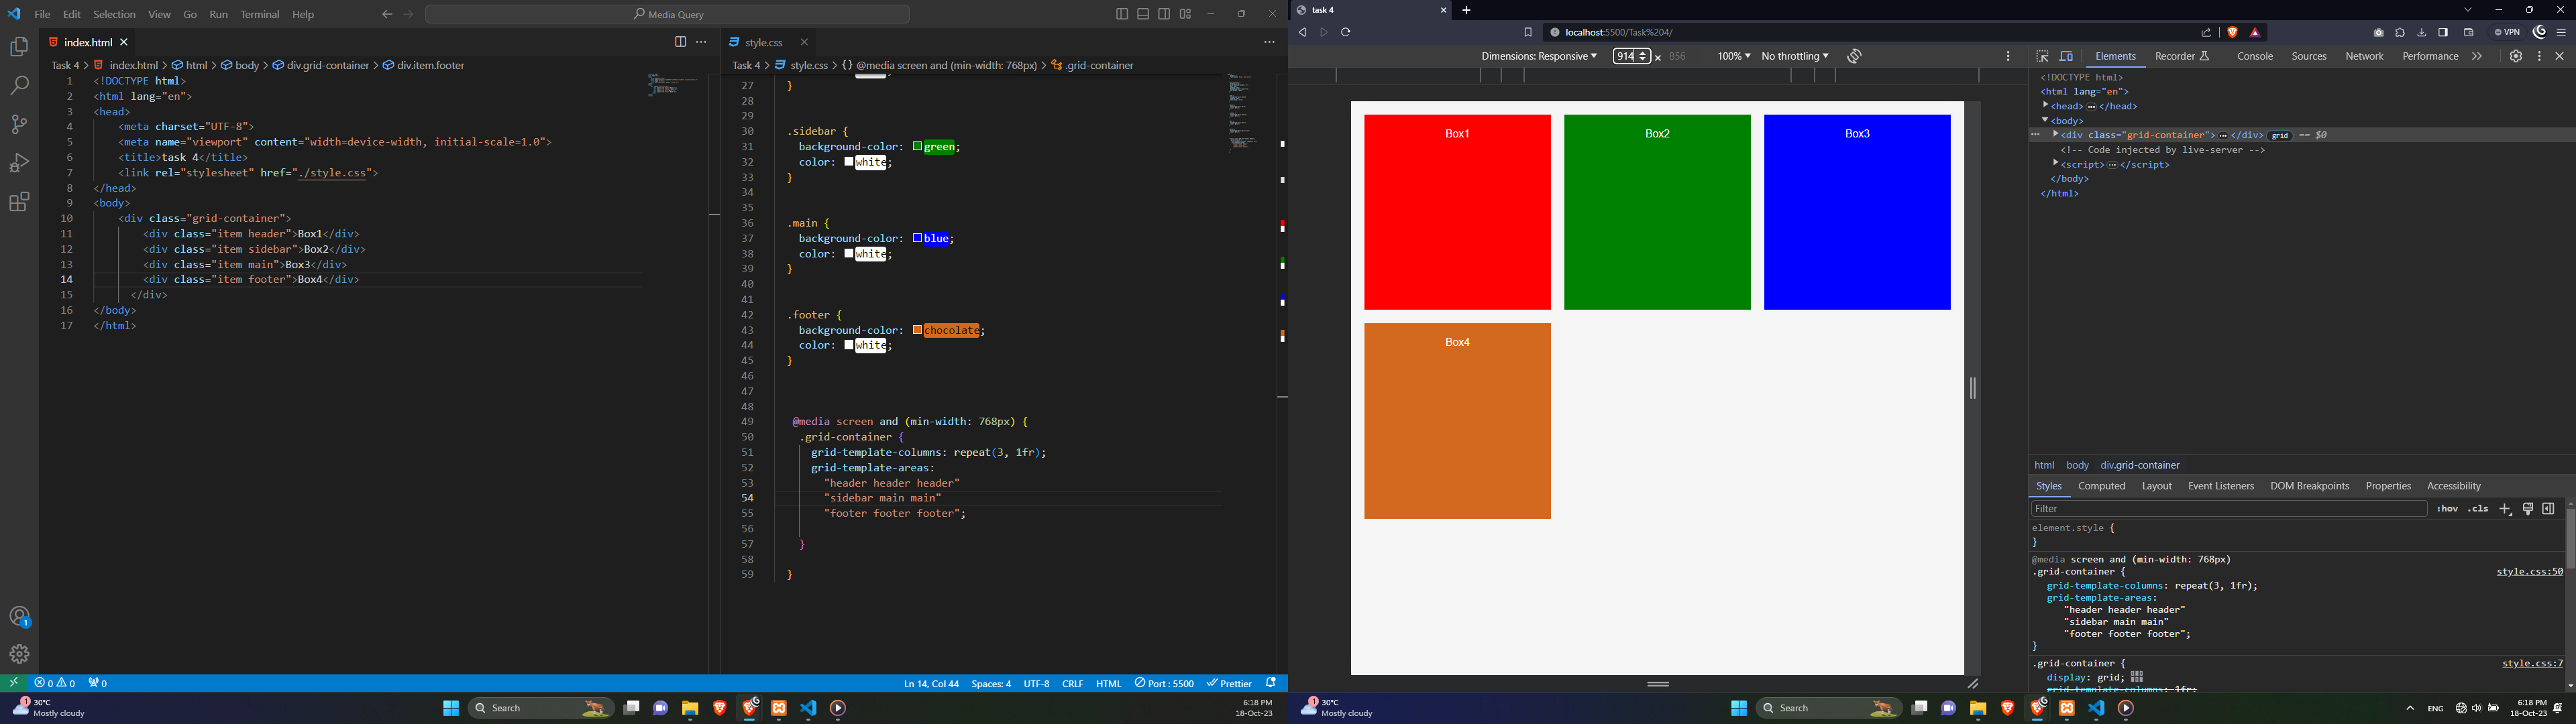 File Edit Selection View Go Run Terminal Help
Media Query
index.html
Task 4 > index.html > html > body > div.grid-container > div.item.footer
1 <!DOCTYPE html>
2 <html lang="en">
3 <head>
4 <meta charset="UTF-8">
5 <meta name="viewport" content="width=device-width, initial-scale=1.0">
6 <title>task 4</title>
7 <link rel="stylesheet" href="./style.css">
8 </head>
9 <body>
10 <div class="grid-container">
11 <div class="item header">Box1</div>
12 <div class="item sidebar">Box2</div>
13 <div class="item main">Box3</div>
14 <div class="item footer">Box4</div>
15 </div>
16 </body>
17 </html>
style.css
Task 4 > style.css > {} @media screen and (min-width: 768px) > .grid-container
27 }
28
29
30 .sidebar {
31 background-color: green;
32 color: white;
33 }
34
35
36 .main {
37 background-color: blue;
38 color: white;
39 }
40
41
42 .footer {
43 background-color: chocolate;
44 color: white;
45 }
46
47
48
49 @media screen and (min-width: 768px) {
50 .grid-container {
51 grid-template-columns: repeat(3, 1fr);
52 grid-template-areas:
53 "header header header"
54 "sidebar main main"
55 "footer footer footer";
56
57 }
58
59 }
1
0 0 0
Ln 14, Col 44 Spaces: 4 UTF-8 CRLF HTML Port : 5500 Prettier
1
30°C
Mostly cloudy
Search
6:18 PM
18-Oct-23
task 4
localhost:5500/Task%204/
VPN
Dimensions: Responsive 914 × 856 100% No throttling
Box1 Box2 Box3
Box4
Elements Recorder Console Sources Network Performance
<!DOCTYPE html>
<html lang="en">
<head> ... </head>
<body>
... <div class="grid-container"> ... </div> grid == $0
<!-- Code injected by live-server -->
<script> ... </script>
</body>
</html>
html body div.grid-container
Styles Computed Layout Event Listeners DOM Breakpoints Properties Accessibility
Filter :hov .cls
element.style {
}
@media screen and (min-width: 768px)
.grid-container { style.css:50
grid-template-columns: repeat(3, 1fr);
grid-template-areas:
"header header header"
"sidebar main main"
"footer footer footer";
}
.grid-container { style.css:7
display: grid;
grid-template-columns: 1fr;
1
30°C
Mostly cloudy
Search
ENG
6:18 PM
18-Oct-23